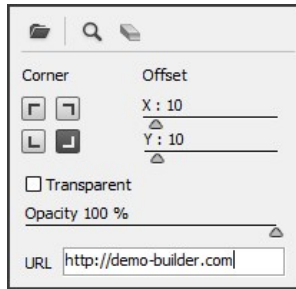 Corner Offset
X : 10
Y : 10
Transparent
Opacity 100 %
URL http://demo-builder.com